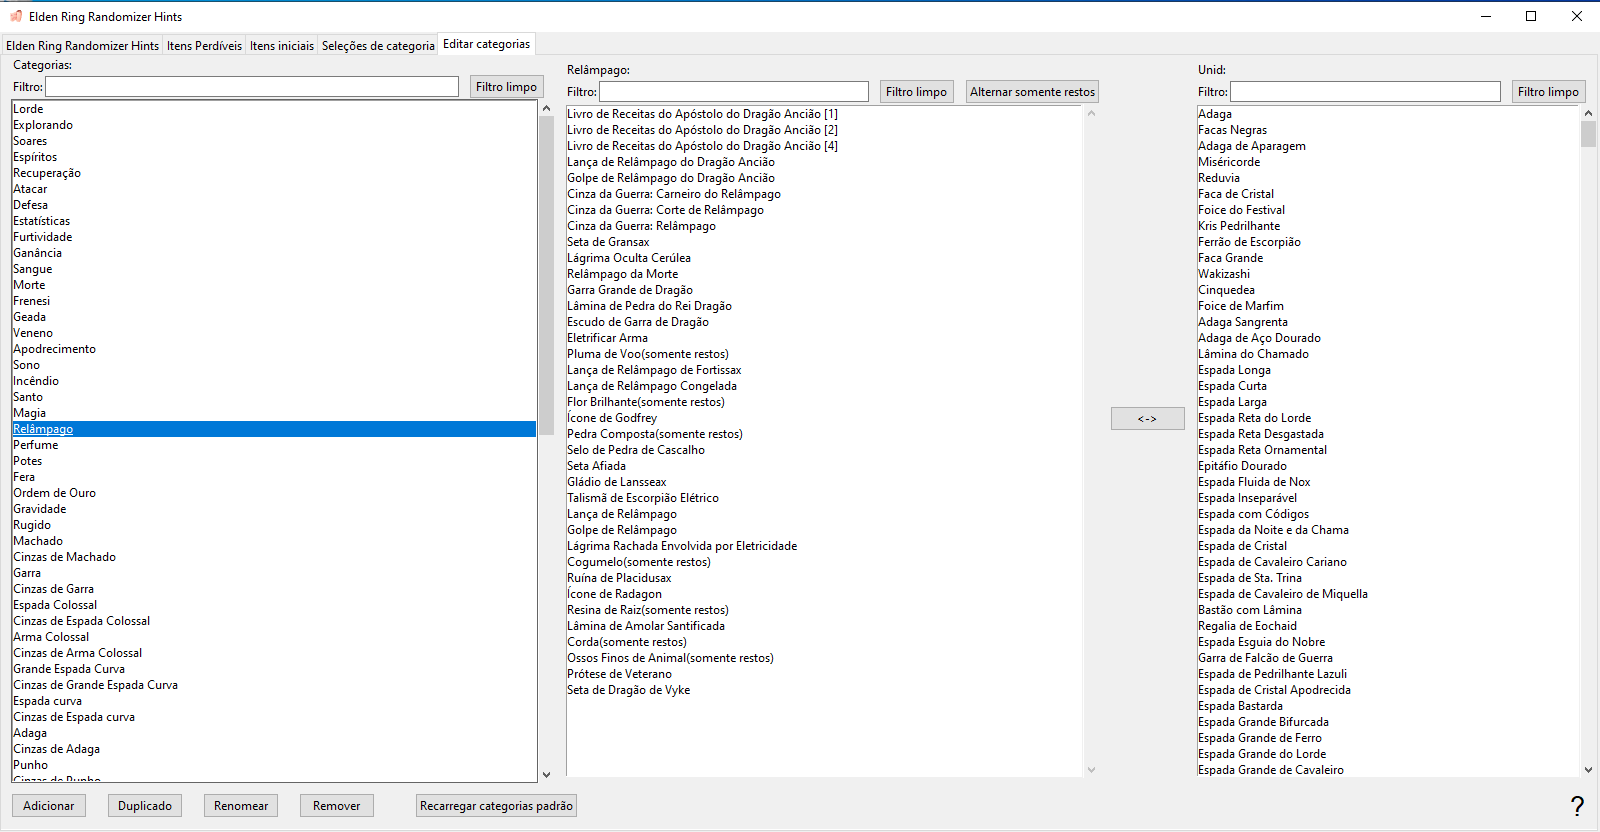 Elden Ring Randomizer Hints
Elden Ring Randomizer Hints
Itens Perdíveis
Itens iniciais
Seleções de categoria
Editar categorias
Categorias:
Filtro:
Filtro limpo
Lorde
Explorando
Soares
Espíritos
Recuperação
Atacar
Defesa
Estatísticas
Furtividade
Ganância
Sangue
Morte
Frenesi
Geada
Veneno
Apodrecimento
Sono
Incêndio
Santo
Magia
Relâmpago
Perfume
Potes
Fera
Ordem de Ouro
Gravidade
Rugido
Machado
Cinzas de Machado
Garra
Cinzas de Garra
Espada Colossal
Cinzas de Espada Colossal
Arma Colossal
Cinzas de Arma Colossal
Grande Espada Curva
Cinzas de Grande Espada Curva
Espada curva
Cinzas de Espada curva
Adaga
Cinzas de Adaga
Punho
Cinzas de Punho
Relâmpago:
Filtro:
Filtro limpo
Alternar somente restos
Livro de Receitas do Apóstolo do Dragão Ancião [1]
Livro de Receitas do Apóstolo do Dragão Ancião [2]
Livro de Receitas do Apóstolo do Dragão Ancião [4]
Lança de Relâmpago do Dragão Ancião
Golpe de Relâmpago do Dragão Ancião
Cinza da Guerra: Carneiro do Relâmpago
Cinza da Guerra: Corte de Relâmpago
Cinza da Guerra: Relâmpago
Seta de Gransax
Lágrima Oculta Cerúlea
Relâmpago da Morte
Garra Grande de Dragão
Lâmina de Pedra do Rei Dragão
Escudo de Garra de Dragão
Eletrificar Arma
Pluma de Voo(somente restos)
Lança de Relâmpago de Fortissax
Lança de Relâmpago Congelada
Flor Brilhante(somente restos)
Ícone de Godfrey
Pedra Composta(somente restos)
Selo de Pedra de Cascalho
Seta Afiada
Gládio de Lansseax
Talismã de Escorpião Elétrico
Lança de Relâmpago
Golpe de Relâmpago
Lágrima Rachada Envolvida por Eletricidade
Cogumelo(somente restos)
Ruína de Placidusax
Ícone de Radagon
Resina de Raiz(somente restos)
Lâmina de Amolar Santificada
Corda(somente restos)
Ossos Finos de Animal(somente restos)
Prótese de Veterano
Seta de Dragão de Vyke
<->
Unid:
Filtro:
Filtro limpo
Adaga
Facas Negras
Adaga de Aparagem
Miséricorde
Reduvia
Faca de Cristal
Foice do Festival
Kris Pedrilhante
Ferrão de Escorpião
Faca Grande
Wakizashi
Cinquedea
Foice de Marfim
Adaga Sangrenta
Adaga de Aço Dourado
Lâmina do Chamado
Espada Longa
Espada Curta
Espada Larga
Espada Reta do Lorde
Espada Reta Desgastada
Espada Reta Ornamental
Epitáfio Dourado
Espada Fluida de Nox
Espada Inseparável
Espada com Códigos
Espada da Noite e da Chama
Espada de Cristal
Espada de Cavaleiro Cariano
Espada de Sta. Trina
Espada de Cavaleiro de Miquella
Bastão com Lâmina
Regalia de Eochaid
Espada Esguia do Nobre
Garra de Falcão de Guerra
Espada de Pedrilhante Lazuli
Espada de Cristal Apodrecida
Espada Bastarda
Espada Grande Bifurcada
Espada Grande de Ferro
Espada Grande do Lorde
Espada Grande de Cavaleiro
Adicionar
Duplicado
Renomear
Remover
Recarregar categorias padrão
?